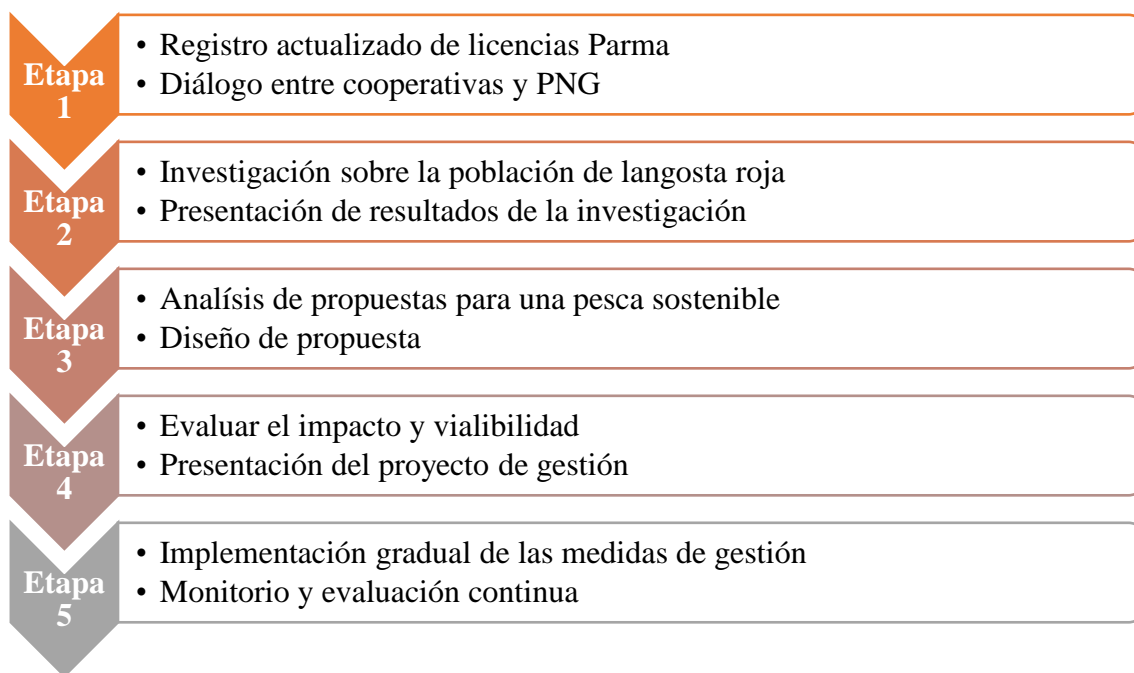 Etapa
1
• Registro actualizado de licencias Parma
• Diálogo entre cooperativas y PNG
Etapa
2
• Investigación sobre la población de langosta roja
• Presentación de resultados de la investigación
Etapa
3
• Analísis de propuestas para una pesca sostenible
• Diseño de propuesta
Etapa
4
• Evaluar el impacto y vialibilidad
• Presentación del proyecto de gestión
Etapa
5
• Implementación gradual de las medidas de gestión
• Monitorio y evaluación continua